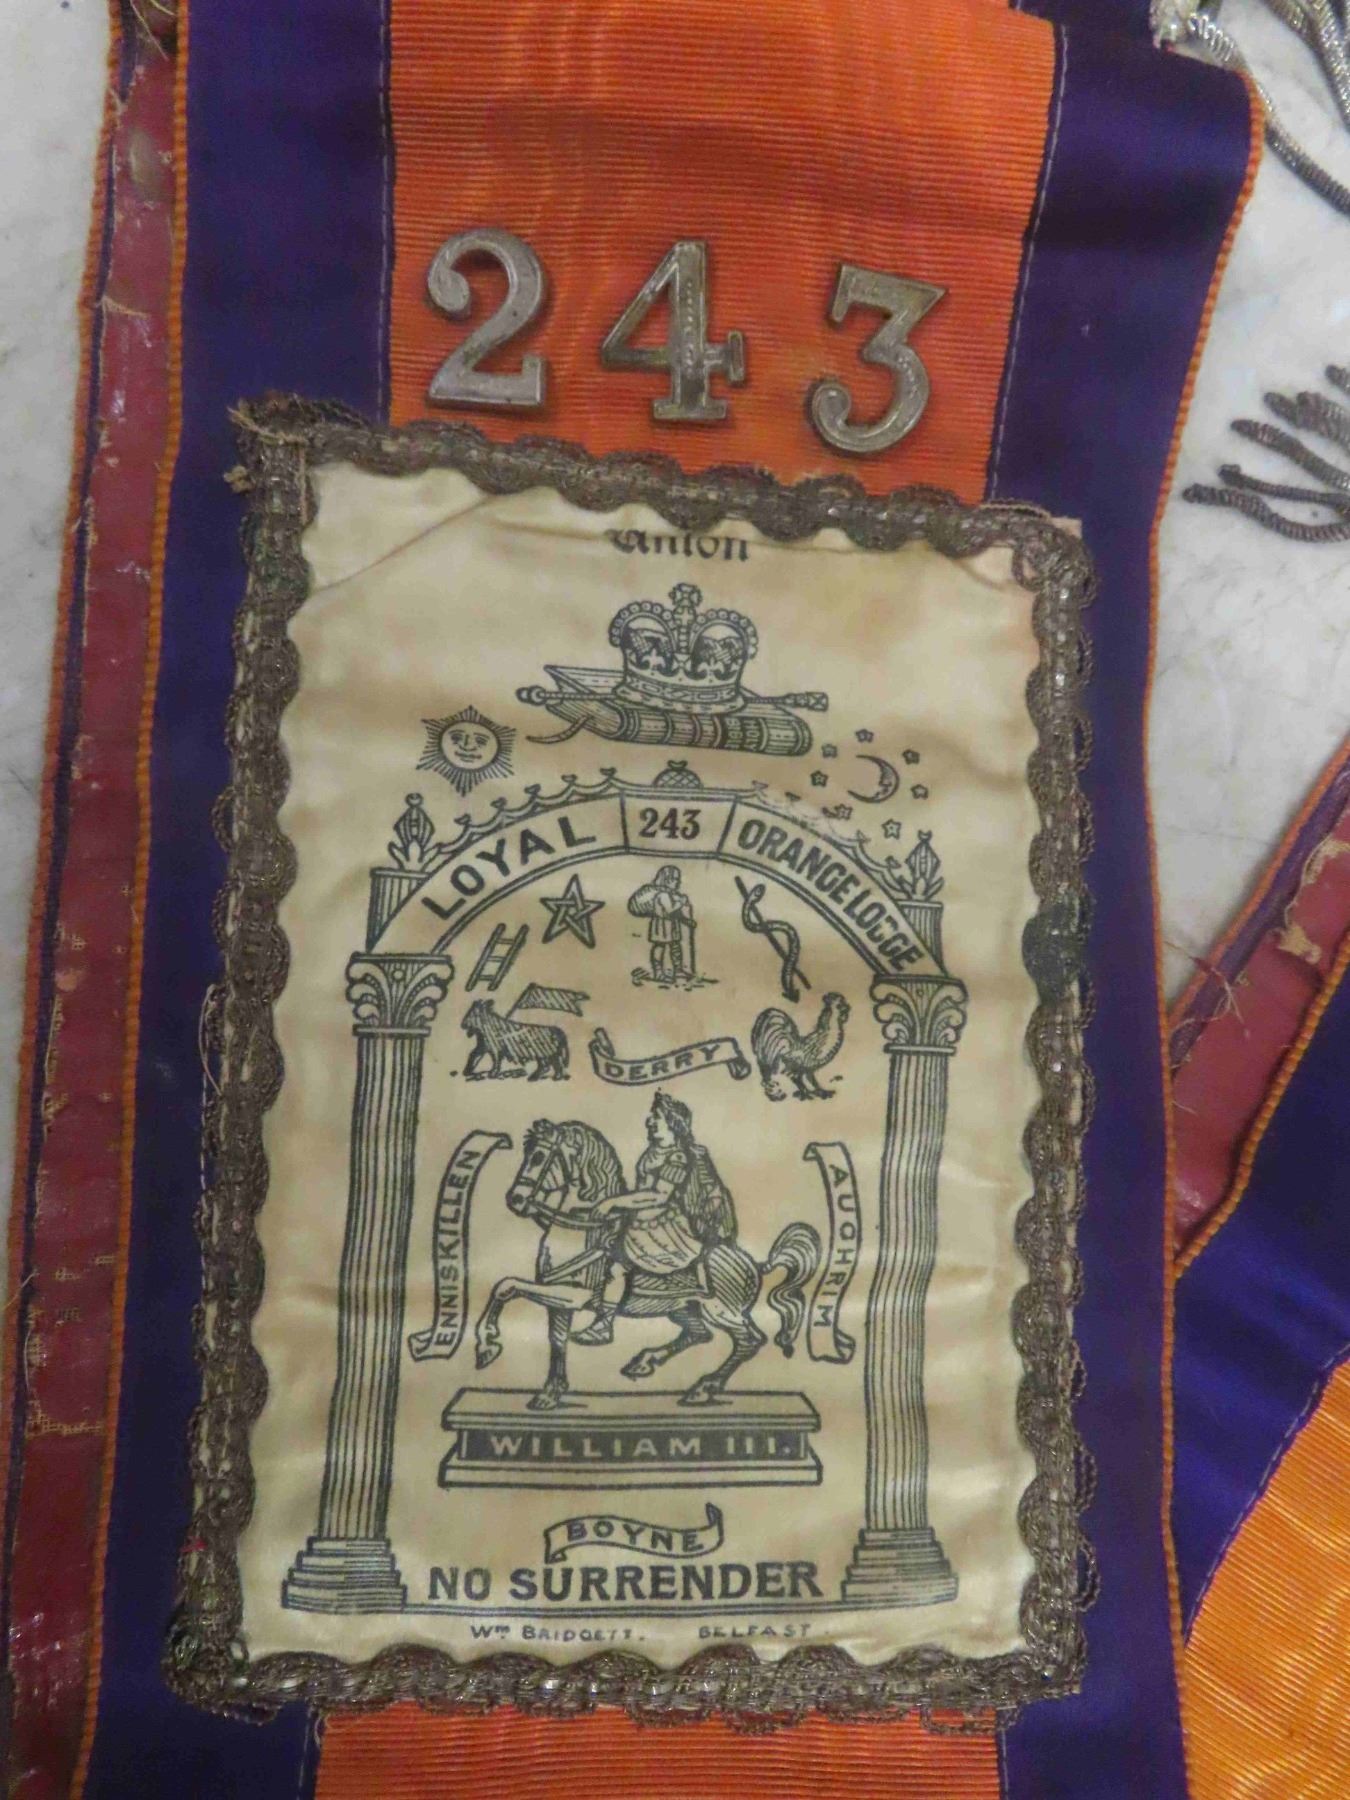 243
Union
HOLY BIBLE
LOYAL 243 ORANGE LODGE
DERRY
ENNISKILLEN
AUGHRIM
WILLIAM III.
BOYNE
NO SURRENDER
Wm BRIDGETT. BELFAST.